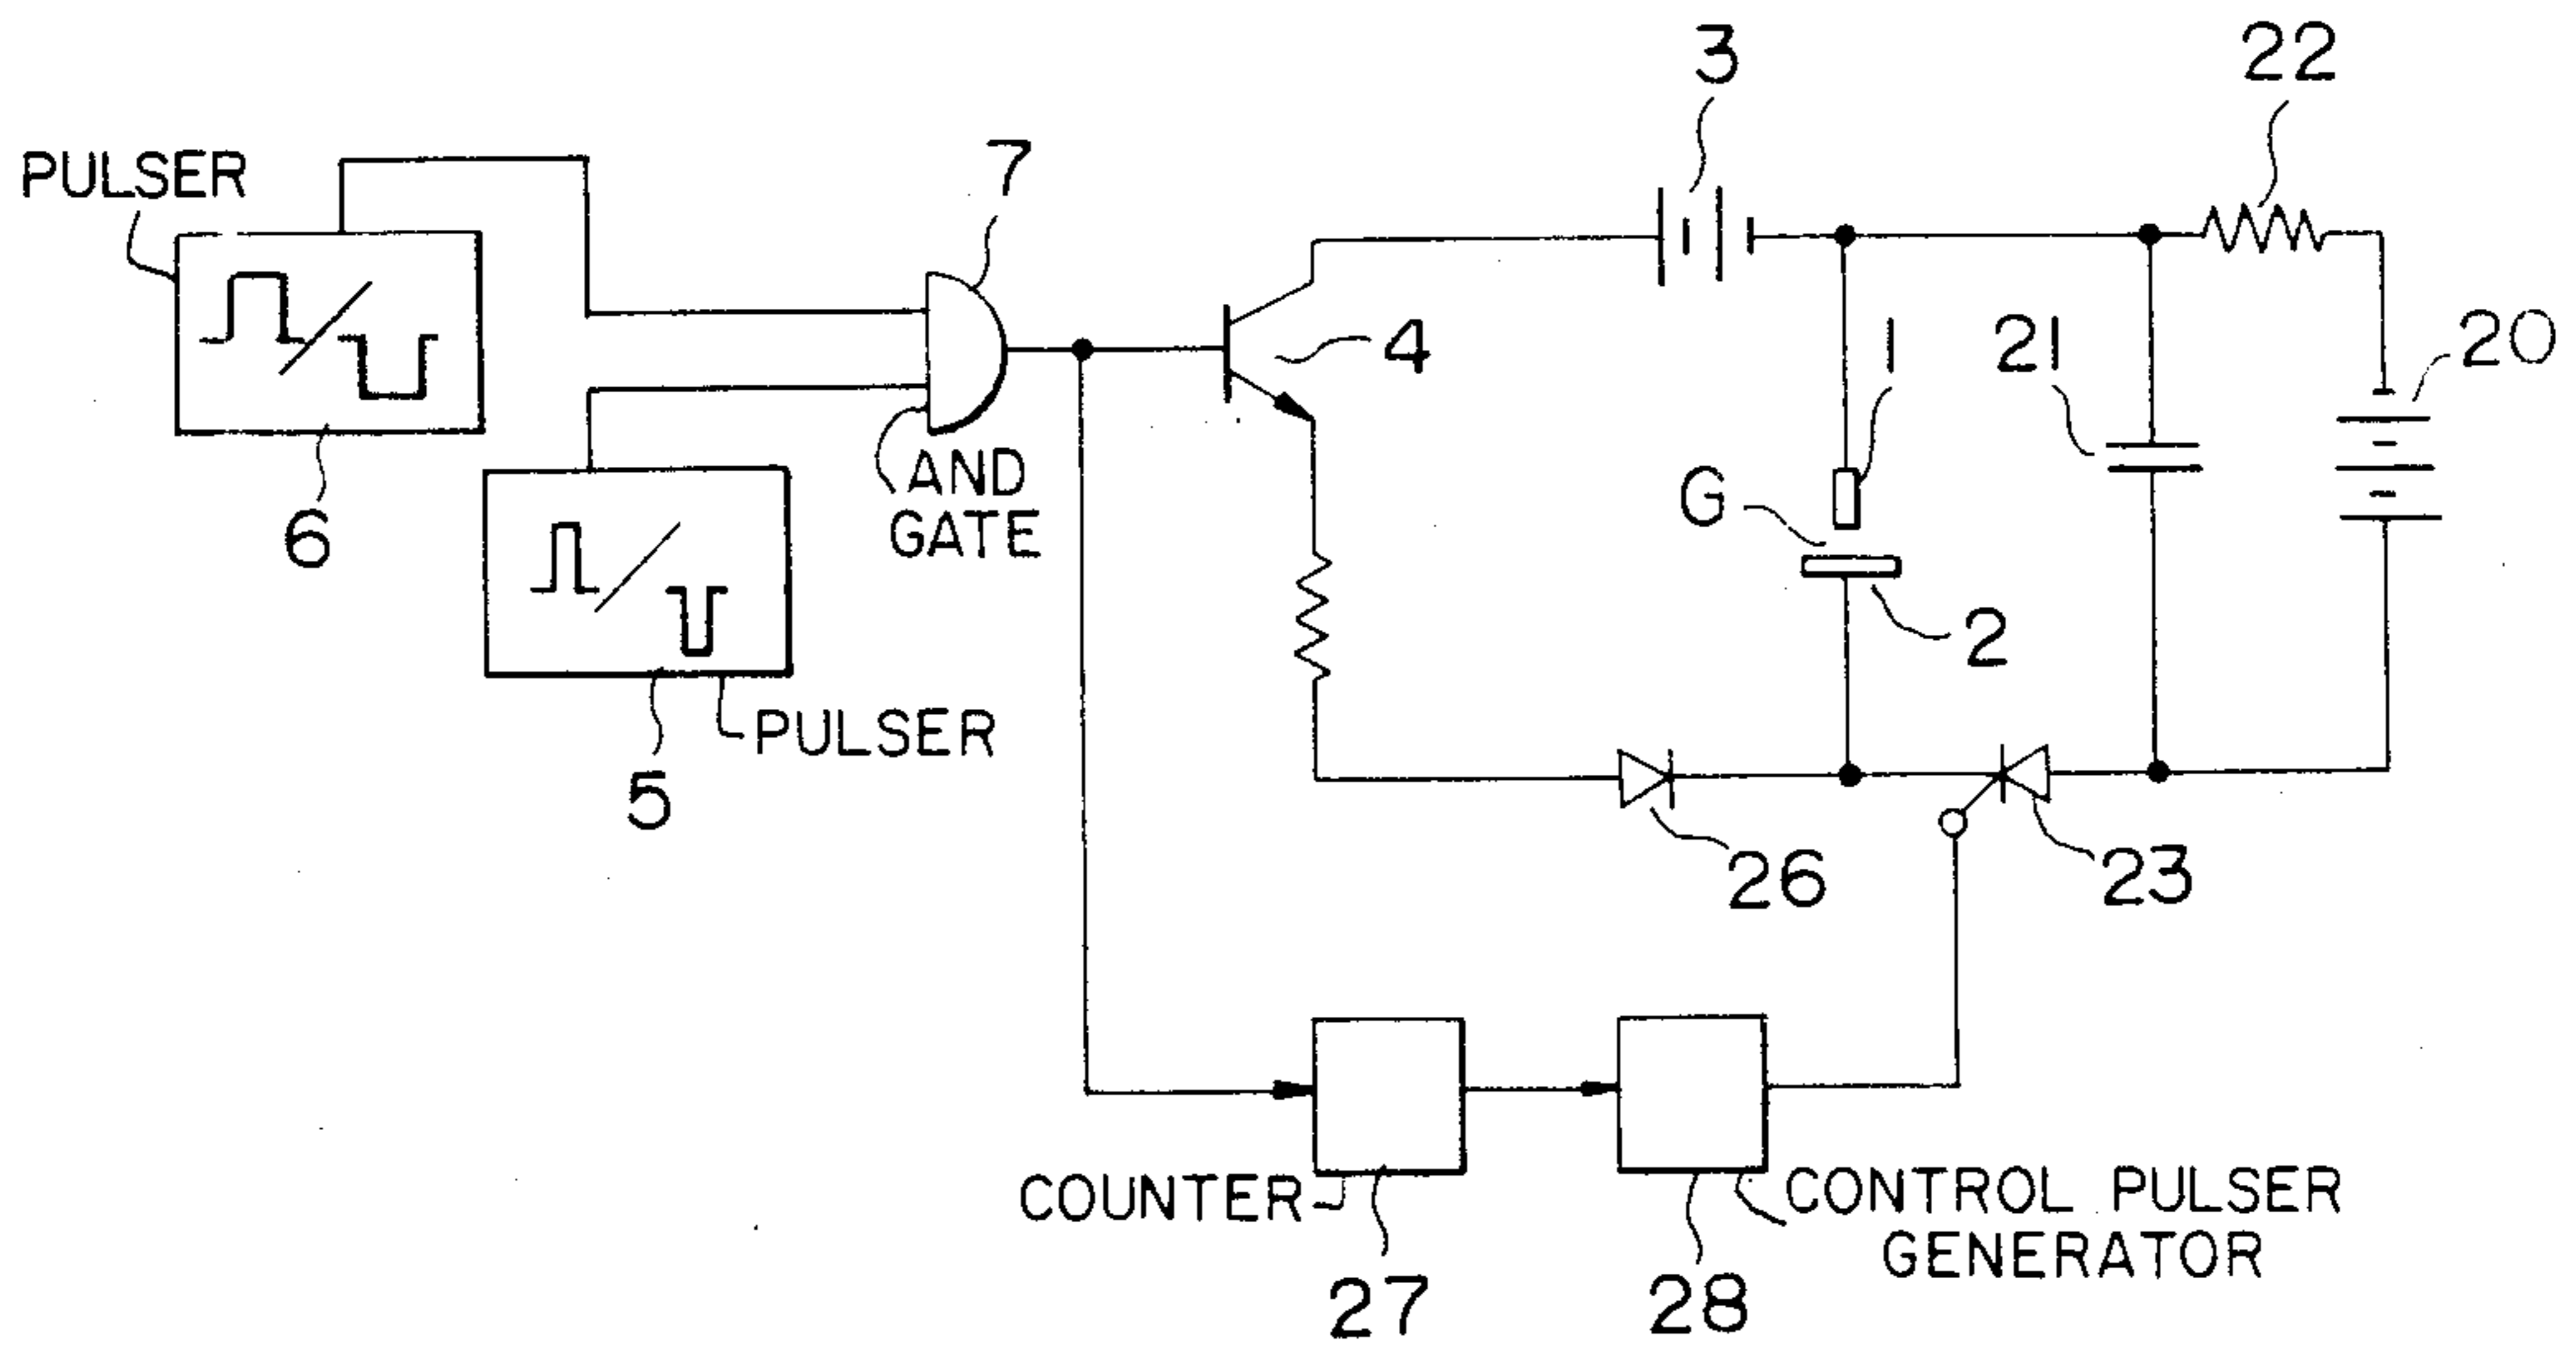 3
22
7
PULSER
1
21
20
4
AND
GATE
G
6
2
PULSER
5
26
23
COUNTER
CONTROL PULSER
GENERATOR
27
28